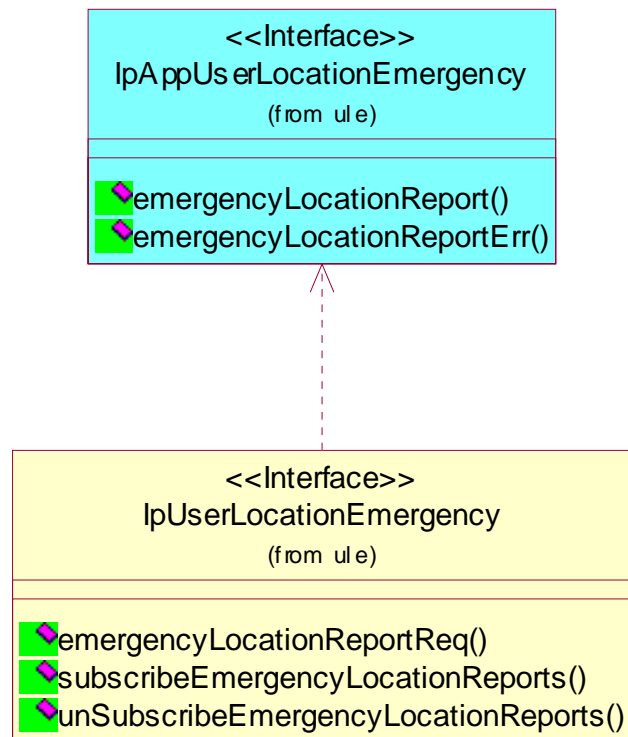 <<Interface>>
IpAppUserLocationEmergency
(from ule)
emergencyLocationReport()
emergencyLocationReportErr()
<<Interface>>
IpUserLocationEmergency
(from ule)
emergencyLocationReportReq()
subscribeEmergencyLocationReports()
unSubscribeEmergencyLocationReports()